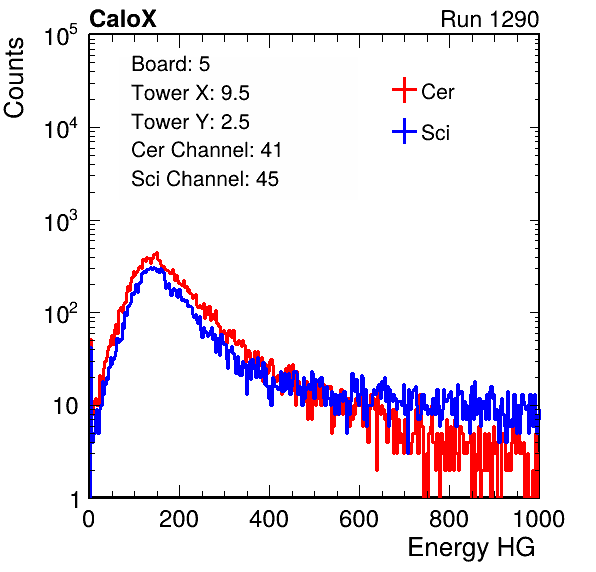 CaloX Run 1290
Counts
Board: 5
Tower X: 9.5
Tower Y: 2.5
Cer Channel: 41
Sci Channel: 45
Cer
Sci
10^5
10^4
10^3
10^2
10
1
0 200 400 600 800 1000
Energy HG